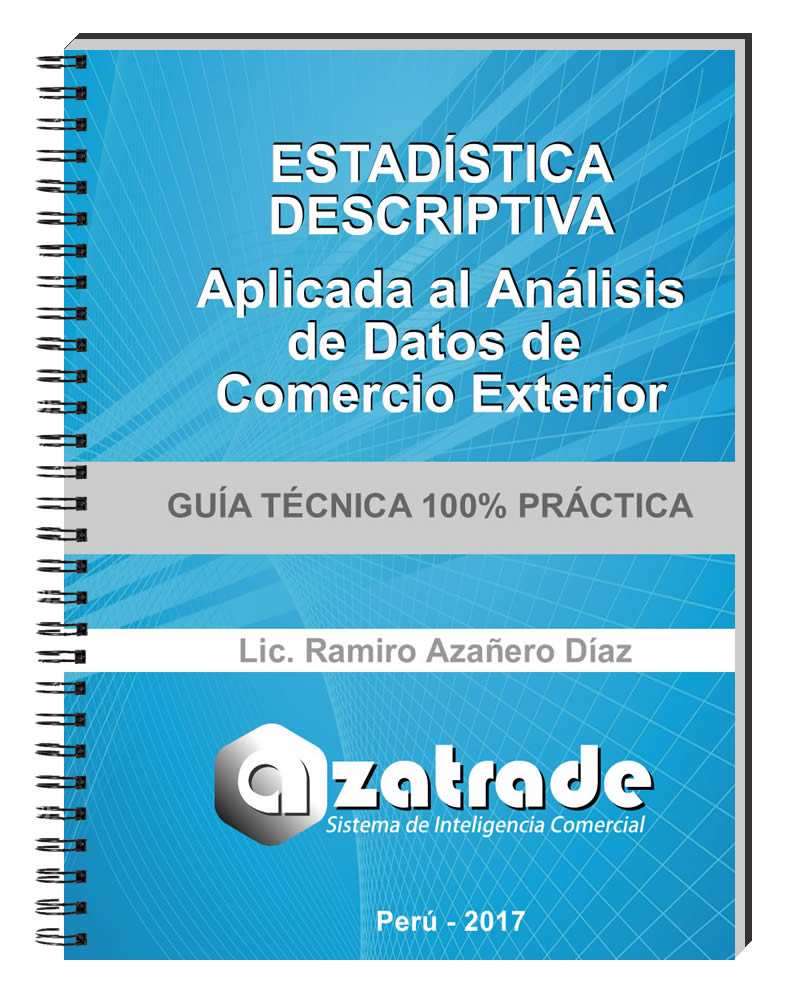 ESTADÍSTICA
DESCRIPTIVA
Aplicada al Análisis
de Datos de
Comercio Exterior
GUÍA TÉCNICA 100% PRÁCTICA
Lic. Ramiro Azañero Díaz
azatrade
Sistema de Inteligencia Comercial
Perú - 2017